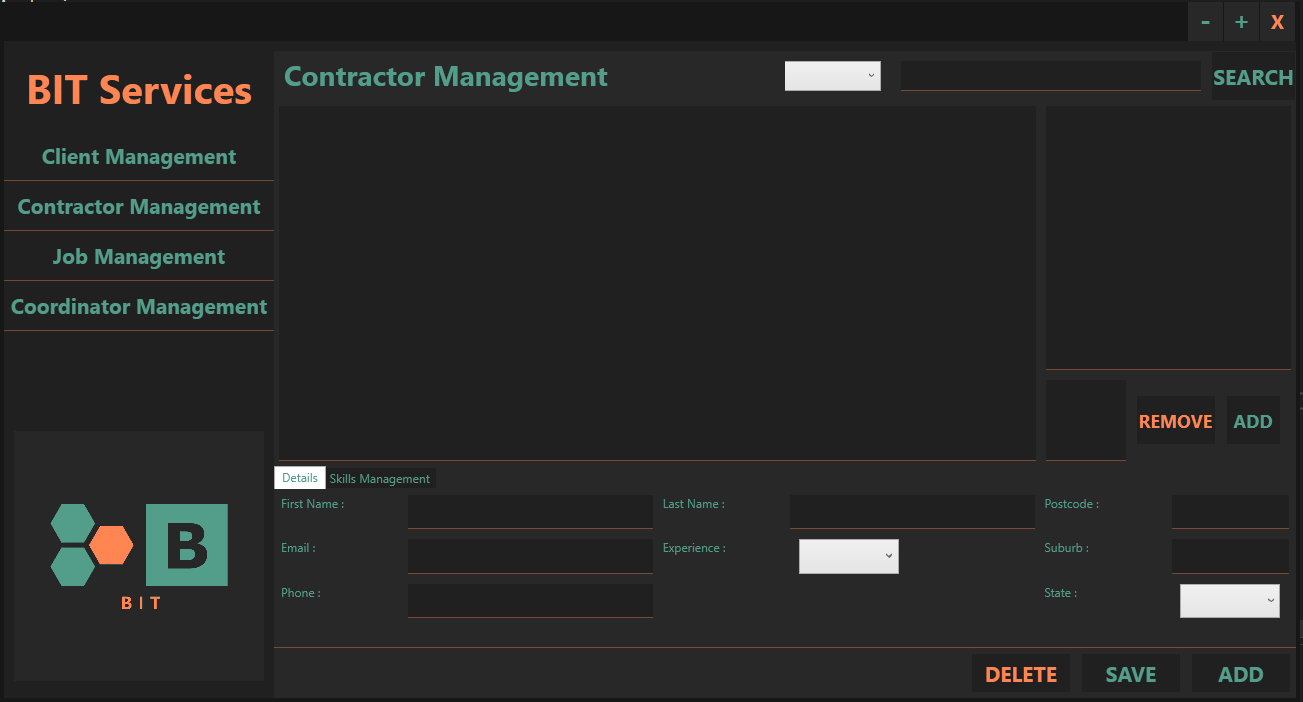 - + X
BIT Services
Contractor Management
SEARCH
Client Management
Contractor Management
Job Management
Coordinator Management
REMOVE ADD
Details Skills Management
First Name : Last Name : Postcode :
Email : Experience : Suburb :
Phone : State :
B
BIT
DELETE SAVE ADD